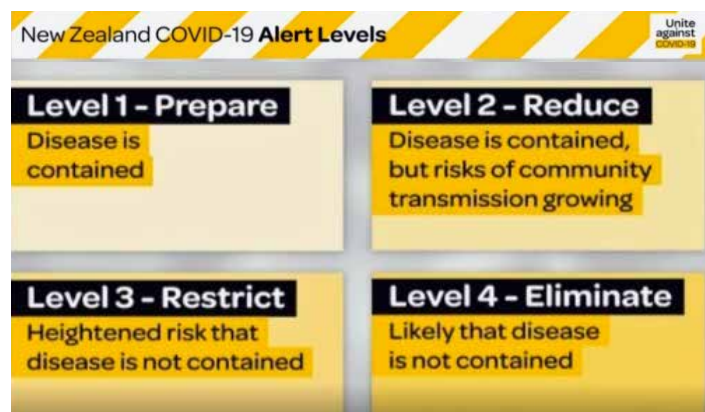 New Zealand COVID-19 Alert Levels
Unite
against
COVID-19
Level 1 - Prepare
Disease is
contained
Level 2 - Reduce
Disease is contained,
but risks of community
transmission growing
Level 3 - Restrict
Heightened risk that
disease is not contained
Level 4 - Eliminate
Likely that disease
is not contained